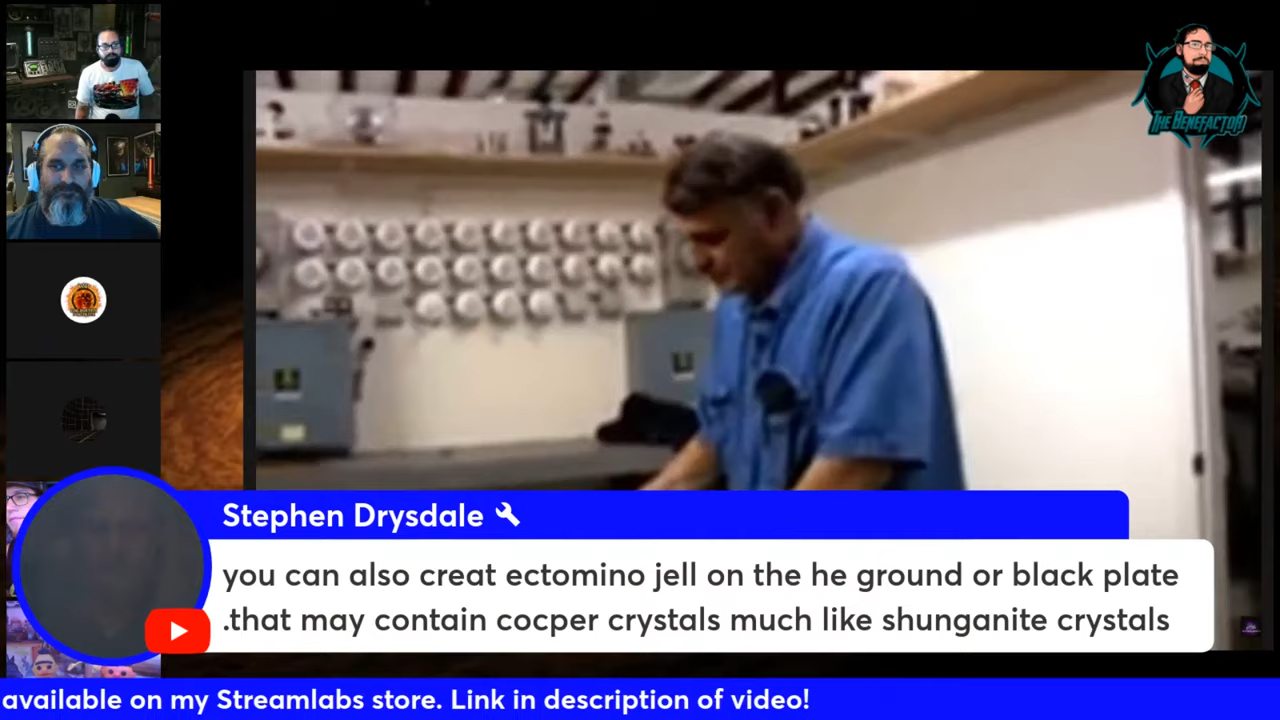 THE BENEFACTOR
Stephen Drysdale
you can also creat ectomino jell on the he ground or black plate
.that may contain cocper crystals much like shunganite crystals
available on my Streamlabs store. Link in description of video!